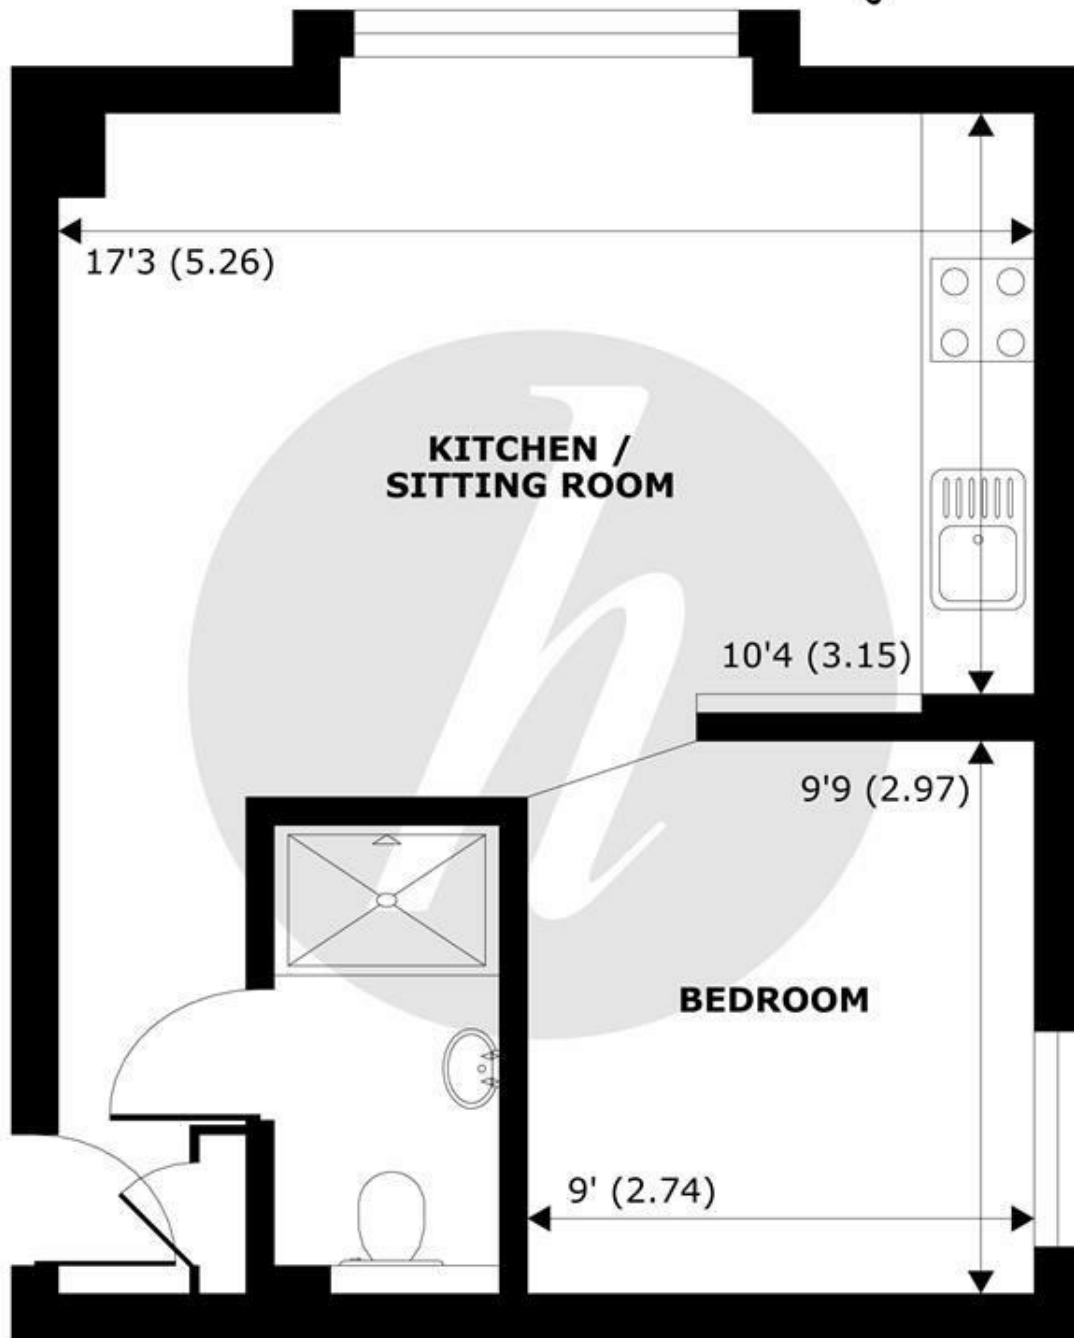 17'3 (5.26)
KITCHEN /
SITTING ROOM
10'4 (3.15)
9'9 (2.97)
BEDROOM
9' (2.74)
h